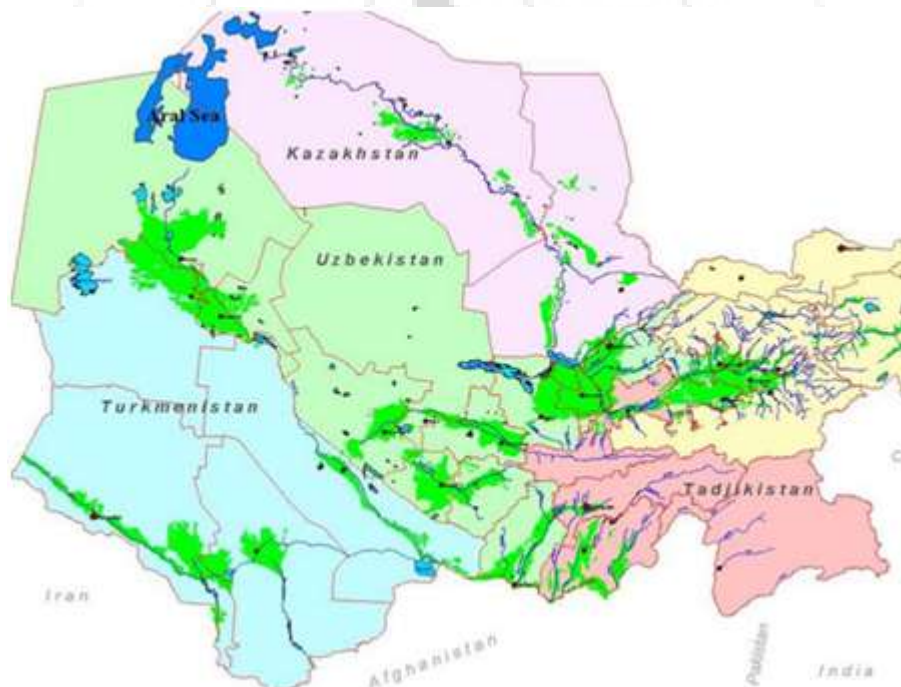 Aral Sea
Kazakhstan
Uzbekistan
Turkmenistan
Tadjikistan
Iran
Afghanistan
Pakistan
India